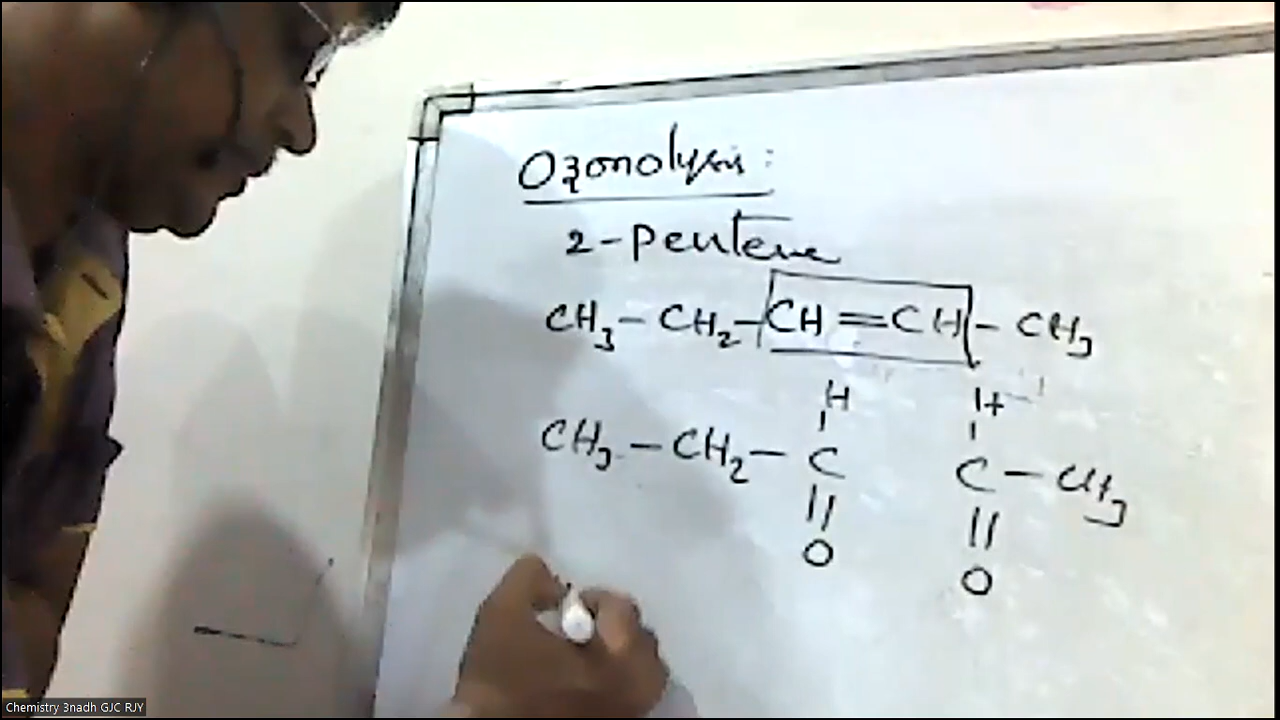 Ozonolysis :
2-Pentene
CH₃ – CH₂ – CH = CH – CH₃
H H
CH₃ – CH₂ – C C – CH₃
|| ||
O O
Chemistry 3nadh GJC RJY